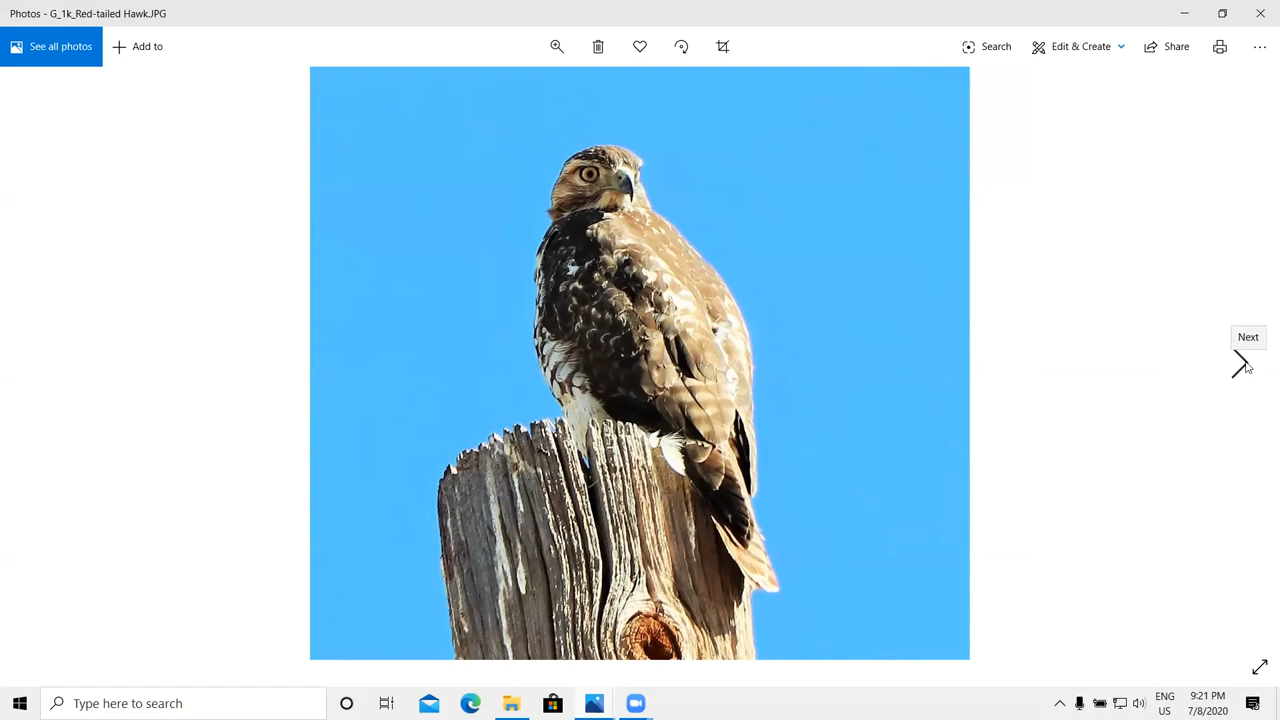 Photos - G_1k_Red-tailed Hawk.JPG
See all photos
Add to
Search
Edit & Create
Share
Next
Type here to search
ENG
US
9:21 PM
7/8/2020